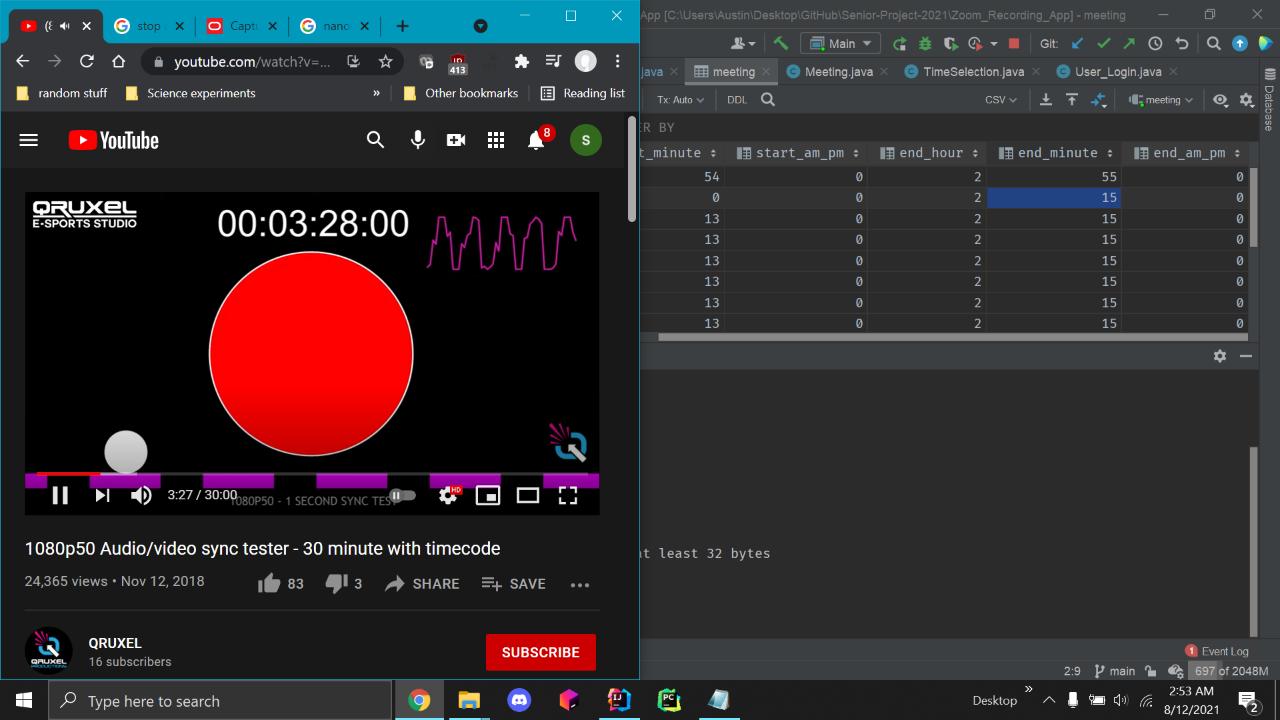 stop
Capt
nano
youtube.com/watch?v=...
413
random stuff
Science experiments
»
Other bookmarks
Reading list
YouTube
8
S
QRUXEL
E-SPORTS STUDIO
00:03:28:00
3:27 / 30:00
1080P50 - 1 SECOND SYNC TEST
HD
1080p50 Audio/video sync tester - 30 minute with timecode
24,365 views • Nov 12, 2018
83
3
SHARE
SAVE
QRUXEL
PRODUCTIONS
QRUXEL
16 subscribers
SUBSCRIBE
App [C:\Users\Austin\Desktop\GitHub\Senior-Project-2021\Zoom_Recording_App] - meeting
Main
Git:
java
meeting
Meeting.java
TimeSelection.java
User_Login.java
Tx: Auto
DDL
CSV
meeting
Database
ER BY
t_minute start_am_pm end_hour end_minute end_am_pm
54 0 2 55 0
0 0 2 15 0
13 0 2 15 0
13 0 2 15 0
13 0 2 15 0
13 0 2 15 0
13 0 2 15 0
13 0 2 15 0
at least 32 bytes
1 Event Log
2:9 main 697 of 2048M
Type here to search
IJ
PC
Desktop
»
2:53 AM
8/12/2021
2